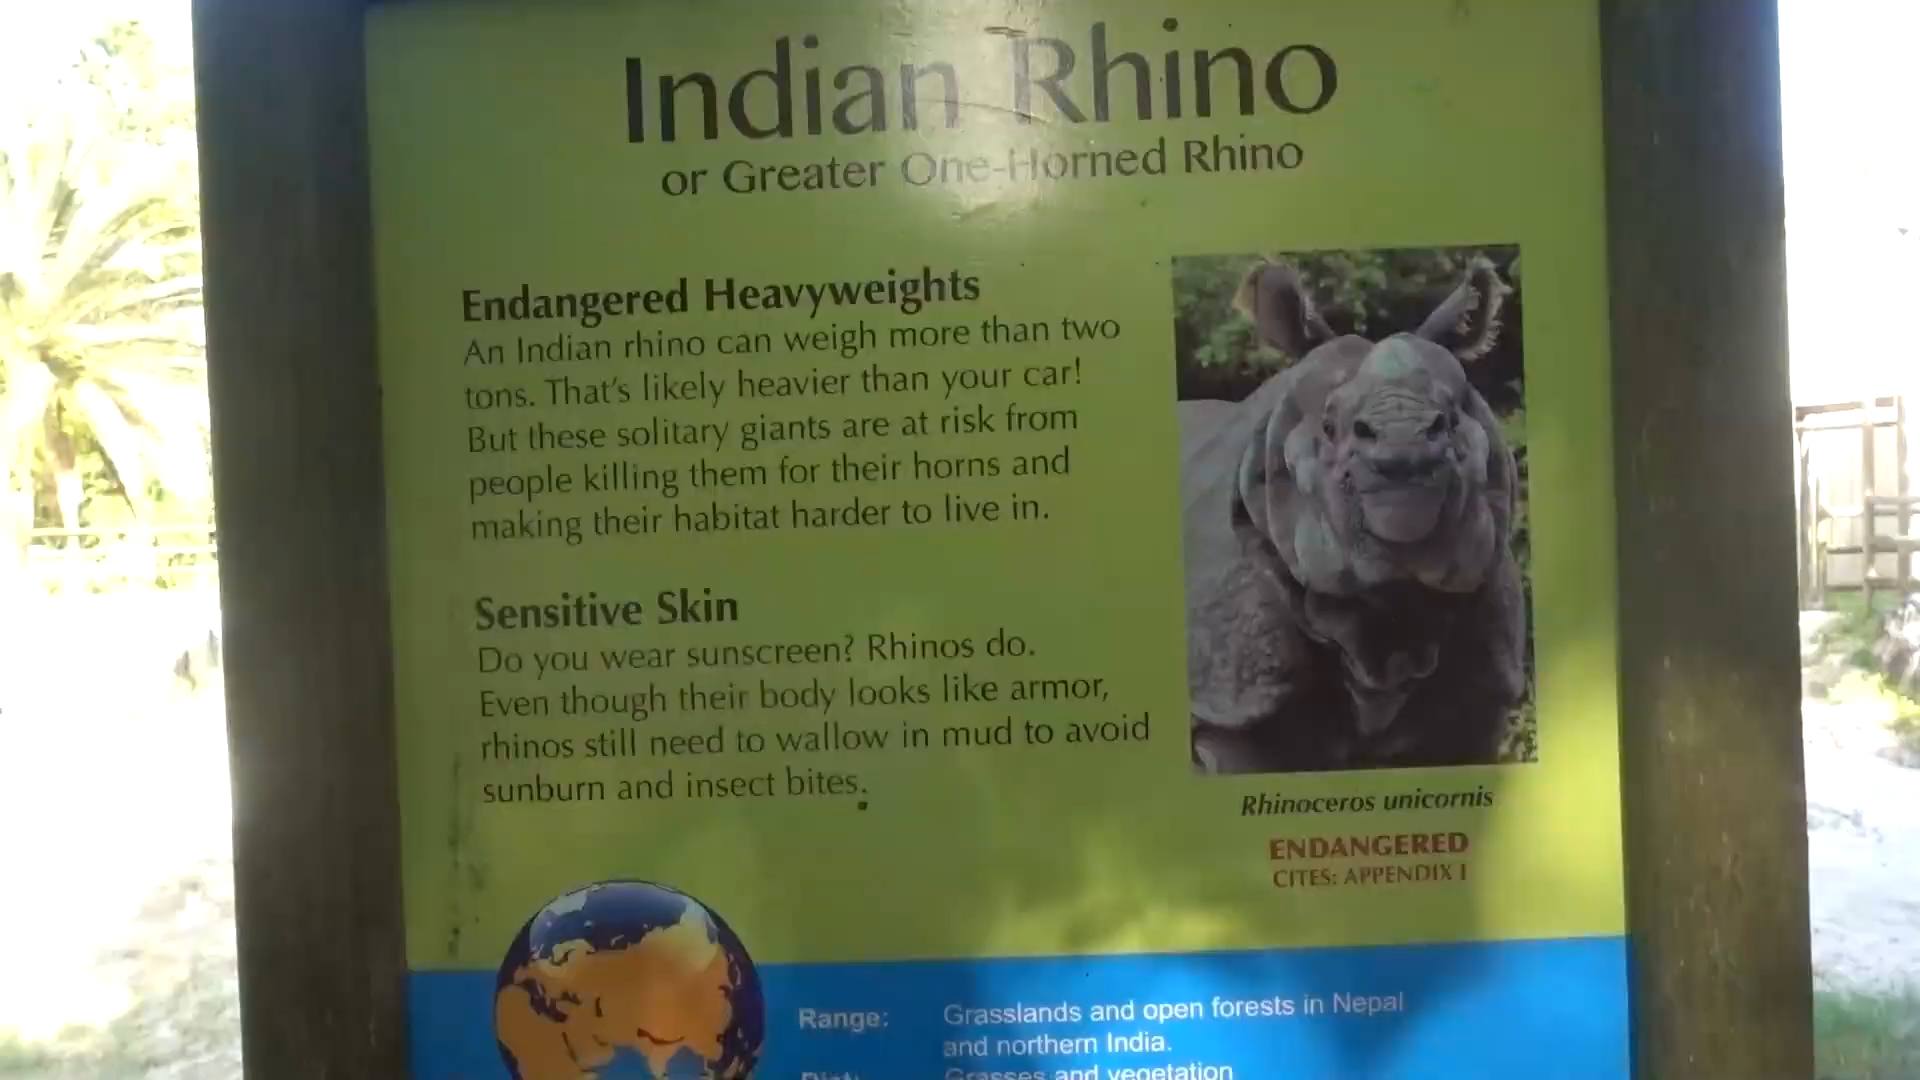 Indian Rhino
or Greater One-Horned Rhino
Endangered Heavyweights
An Indian rhino can weigh more than two
tons. That's likely heavier than your car!
But these solitary giants are at risk from
people killing them for their horns and
making their habitat harder to live in.
Sensitive Skin
Do you wear sunscreen? Rhinos do.
Even though their body looks like armor,
rhinos still need to wallow in mud to avoid
sunburn and insect bites.
Rhinoceros unicornis
ENDANGERED
CITES: APPENDIX I
Range: Grasslands and open forests in Nepal
and northern India.
Diet: Grasses and vegetation